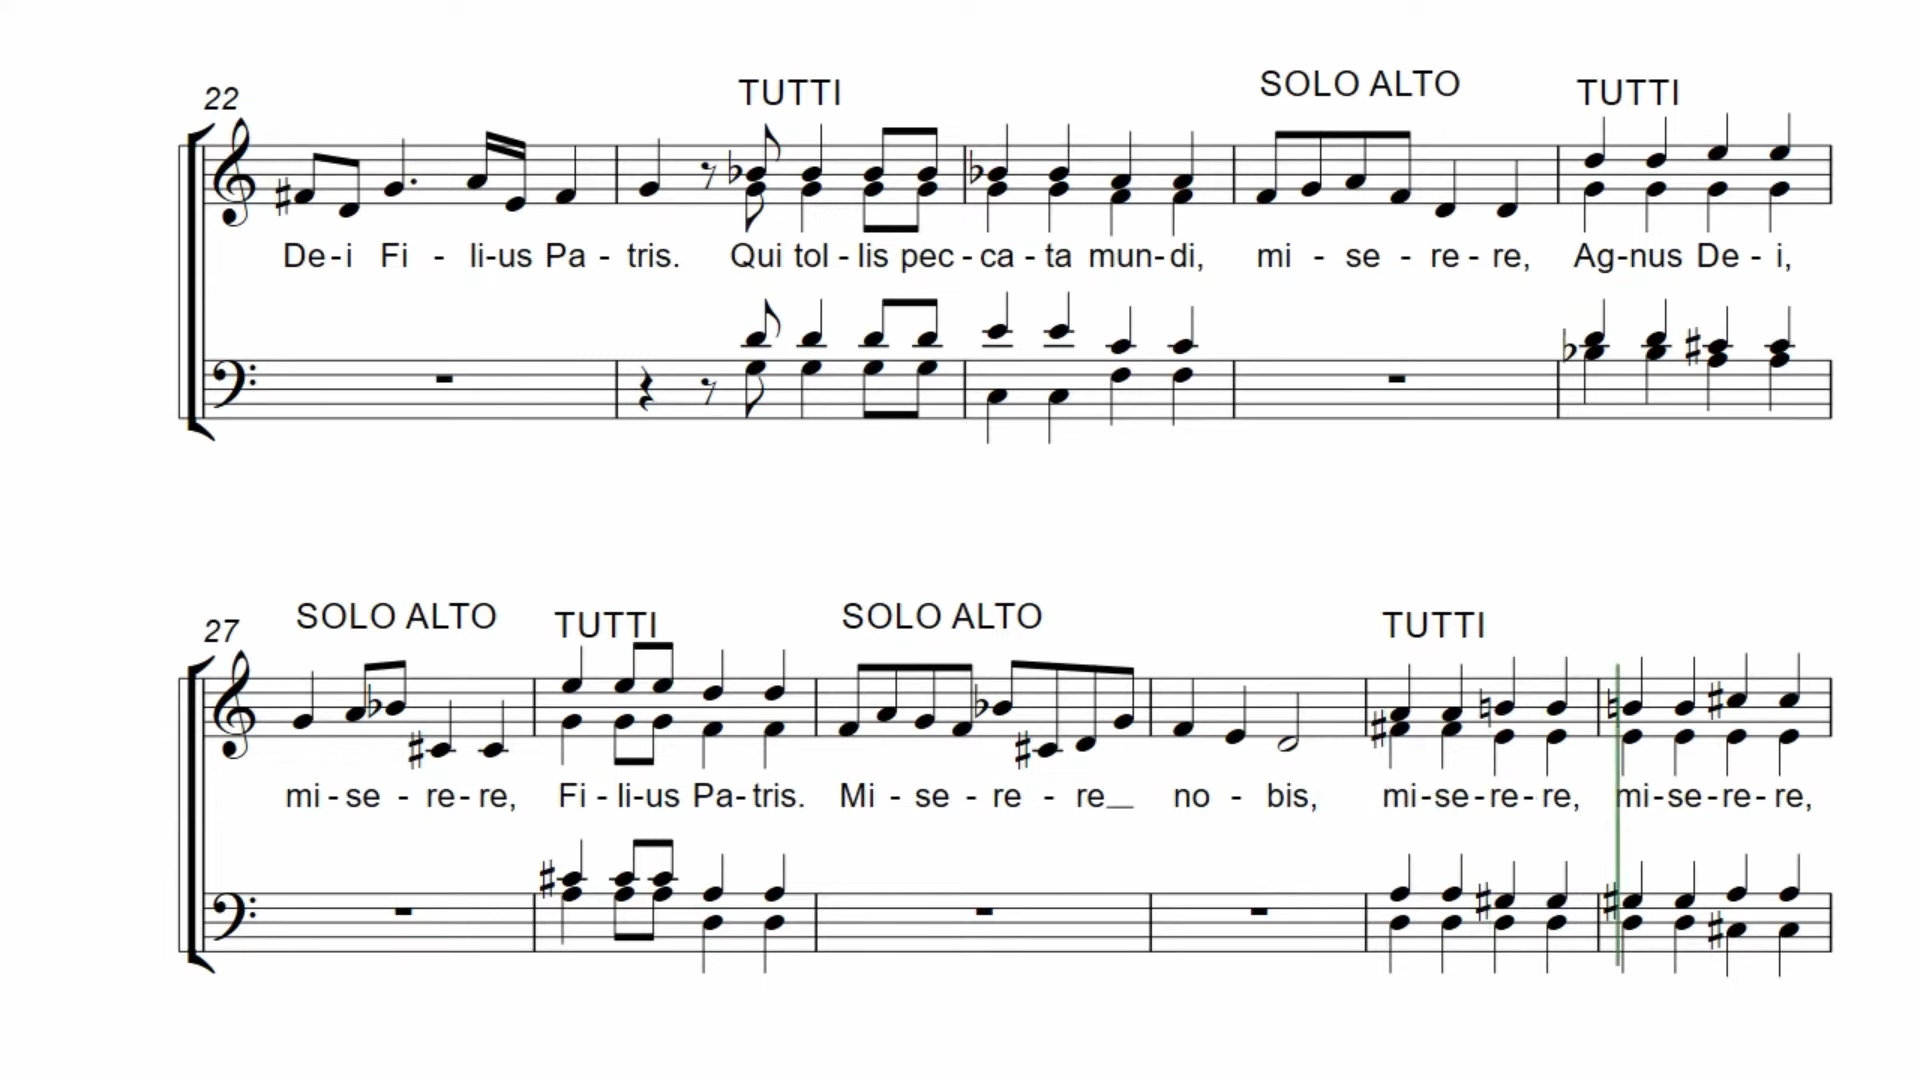 22 TUTTI SOLO ALTO TUTTI
De-i Fi - li-us Pa - tris. Qui tol - lis pec - ca - ta mun-di, mi - se - re - re, Ag-nus De - i,
27 SOLO ALTO TUTTI SOLO ALTO TUTTI
mi - se - re- re, Fi - li-us Pa- tris. Mi - se - re - re__ no - bis, mi-se-re-re, mi-se-re-re,